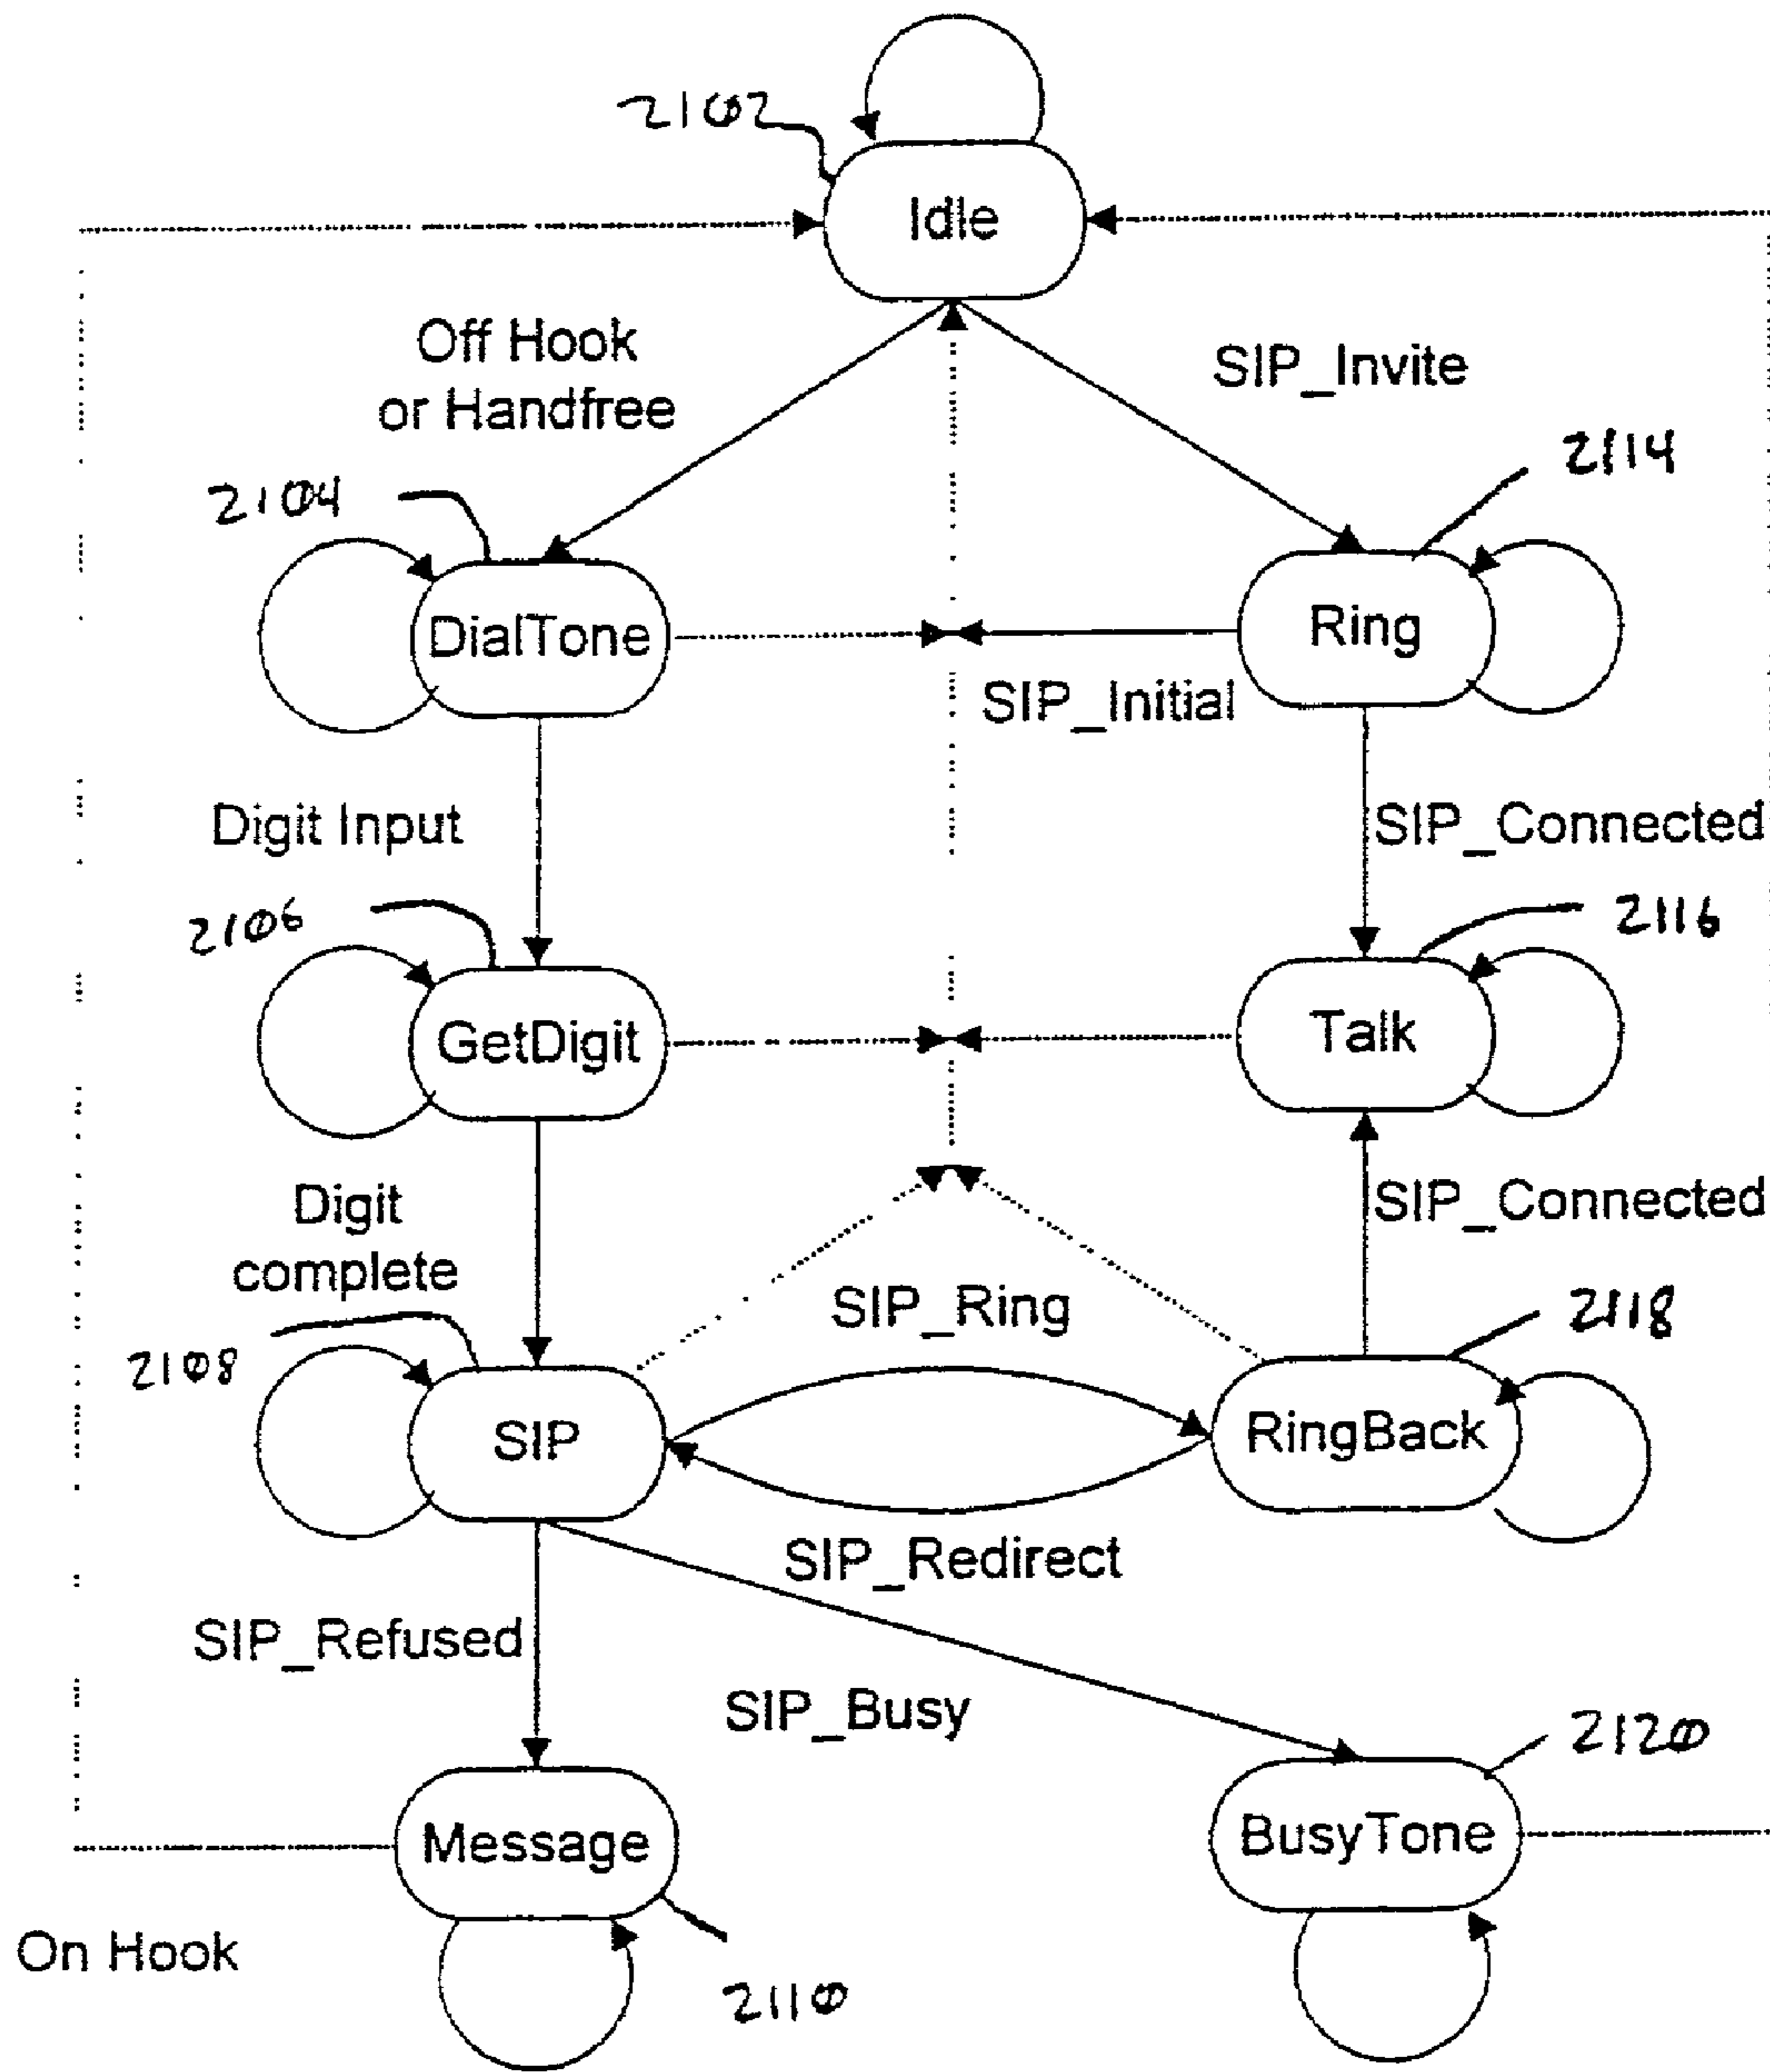 2102
Idle
Off Hook
or Handfree
SIP_Invite
2104
2114
DialTone
Ring
SIP_Initial
Digit Input
SIP_Connected
2106
2116
GetDigit
Talk
Digit
complete
SIP_Connected
SIP_Ring
2108
2118
SIP
RingBack
SIP_Redirect
SIP_Refused
SIP_Busy
2120
Message
BusyTone
On Hook
2110